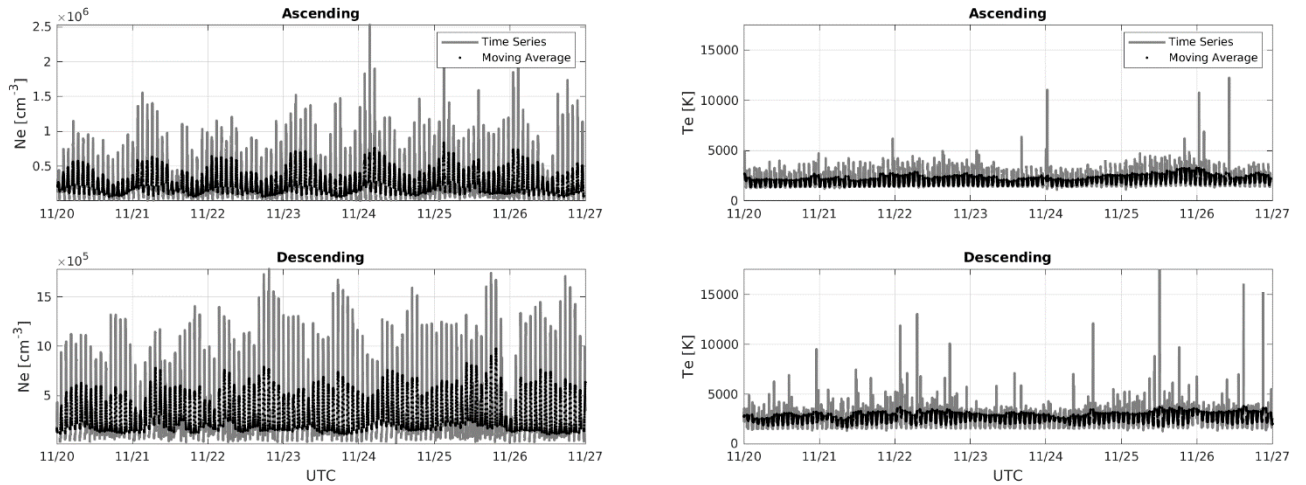 Ascending
×10^6
2.5
2
1.5
1
0.5
Ne [cm^-3]
Time Series
Moving Average
11/20 11/21 11/22 11/23 11/24 11/25 11/26 11/27
Ascending
15000
10000
5000
0
Te [K]
Time Series
Moving Average
11/20 11/21 11/22 11/23 11/24 11/25 11/26 11/27
Descending
×10^5
15
10
5
Ne [cm^-3]
11/20 11/21 11/22 11/23 11/24 11/25 11/26 11/27
UTC
Descending
15000
10000
5000
0
Te [K]
11/20 11/21 11/22 11/23 11/24 11/25 11/26 11/27
UTC